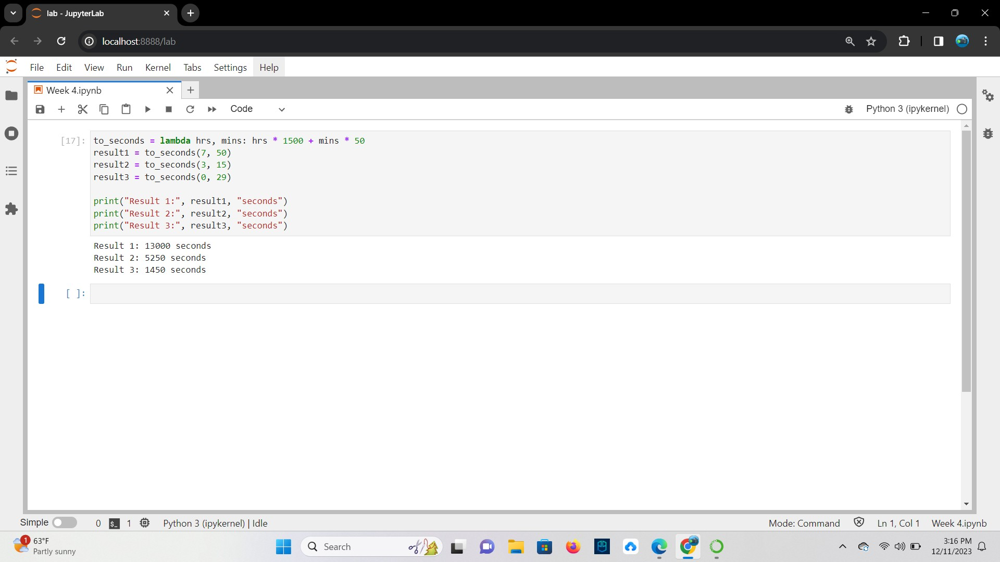 lab - JupyterLab
localhost:8888/lab
File Edit View Run Kernel Tabs Settings Help
Week 4.ipynb
Code
Python 3 (ipykernel)
[17]:
to_seconds = lambda hrs, mins: hrs * 1500 + mins * 50
result1 = to_seconds(7, 50)
result2 = to_seconds(3, 15)
result3 = to_seconds(0, 29)
print("Result 1:", result1, "seconds")
print("Result 2:", result2, "seconds")
print("Result 3:", result3, "seconds")
Result 1: 13000 seconds
Result 2: 5250 seconds
Result 3: 1450 seconds
[ ]:
Simple 0 $_ 1 Python 3 (ipykernel) | Idle Mode: Command Ln 1, Col 1 Week 4.ipynb
1
63°F
Partly sunny
Search
3:16 PM
12/11/2023